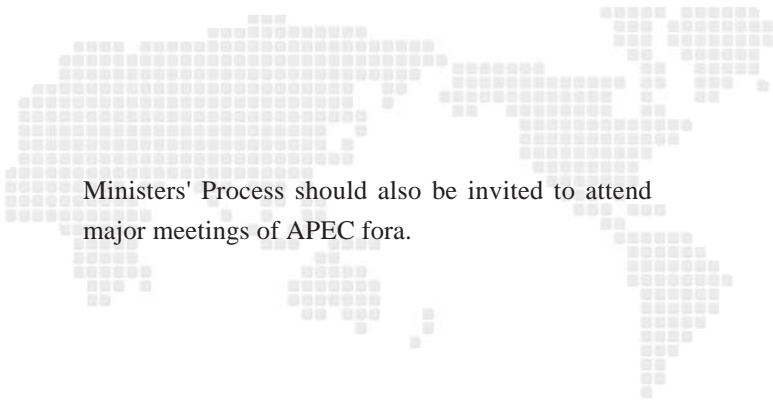 Ministers' Process should also be invited to attend
major meetings of APEC fora.